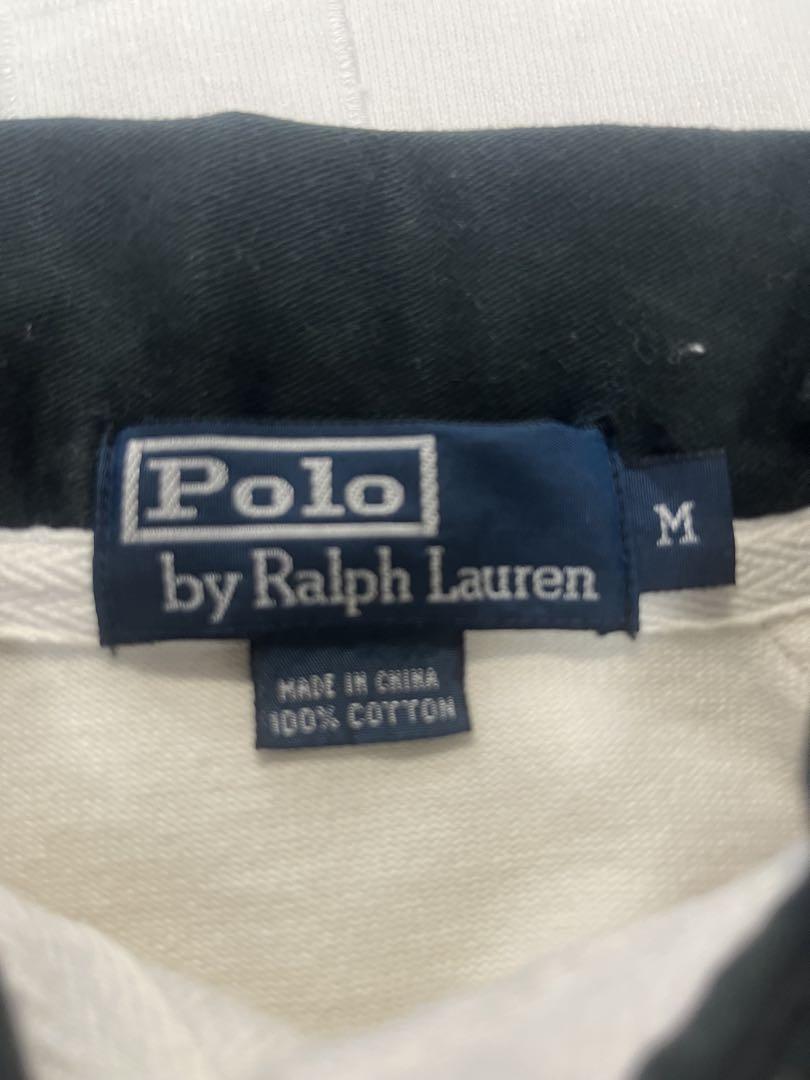 Polo
by Ralph Lauren
M
MADE IN CHINA
100% COTTON